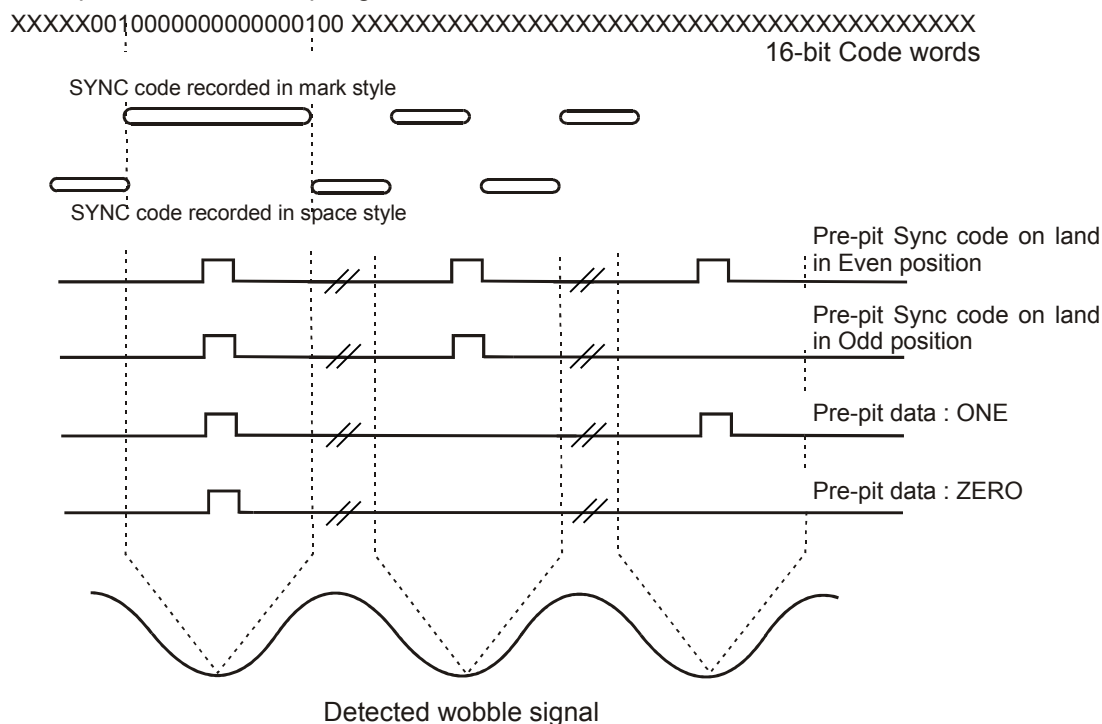 XXXXX0010000000000000100 XXXXXXXXXXXXXXXXXXXXXXXXXXXXXXXXXXXXXXX
16-bit Code words
SYNC code recorded in mark style
SYNC code recorded in space style
Pre-pit Sync code on land
in Even position
Pre-pit Sync code on land
in Odd position
Pre-pit data : ONE
Pre-pit data : ZERO
Detected wobble signal